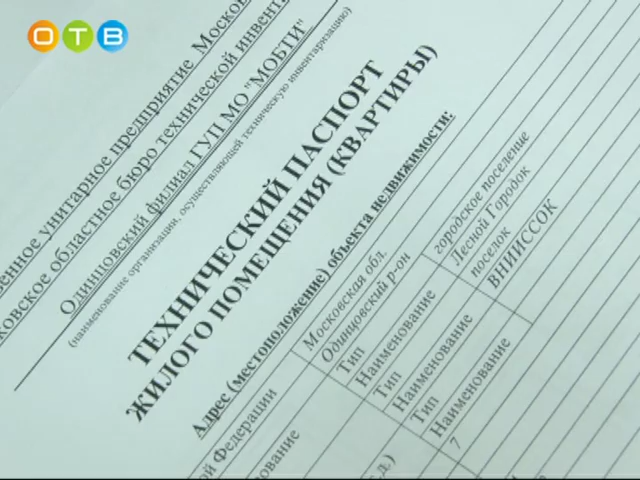 ОТВ
венное унитарное предприятие Москов
ковское областное бюро технической инвент
Одинцовский филиал ГУП МО "МОБТИ"
(наименование организации, осуществляющей техническую инвентаризацию)
ТЕХНИЧЕСКИЙ ПАСПОРТ
ЖИЛОГО ПОМЕЩЕНИЯ (КВАРТИРЫ)
Адрес (местоположение) объекта недвижимости:
ой Федерации
Московская обл.
Одинцовский р-он
Тип
городское поселение
Наименование
Лесной Городок
Тип
поселок
Наименование
ВНИИССОК
Тип
Наименование
7